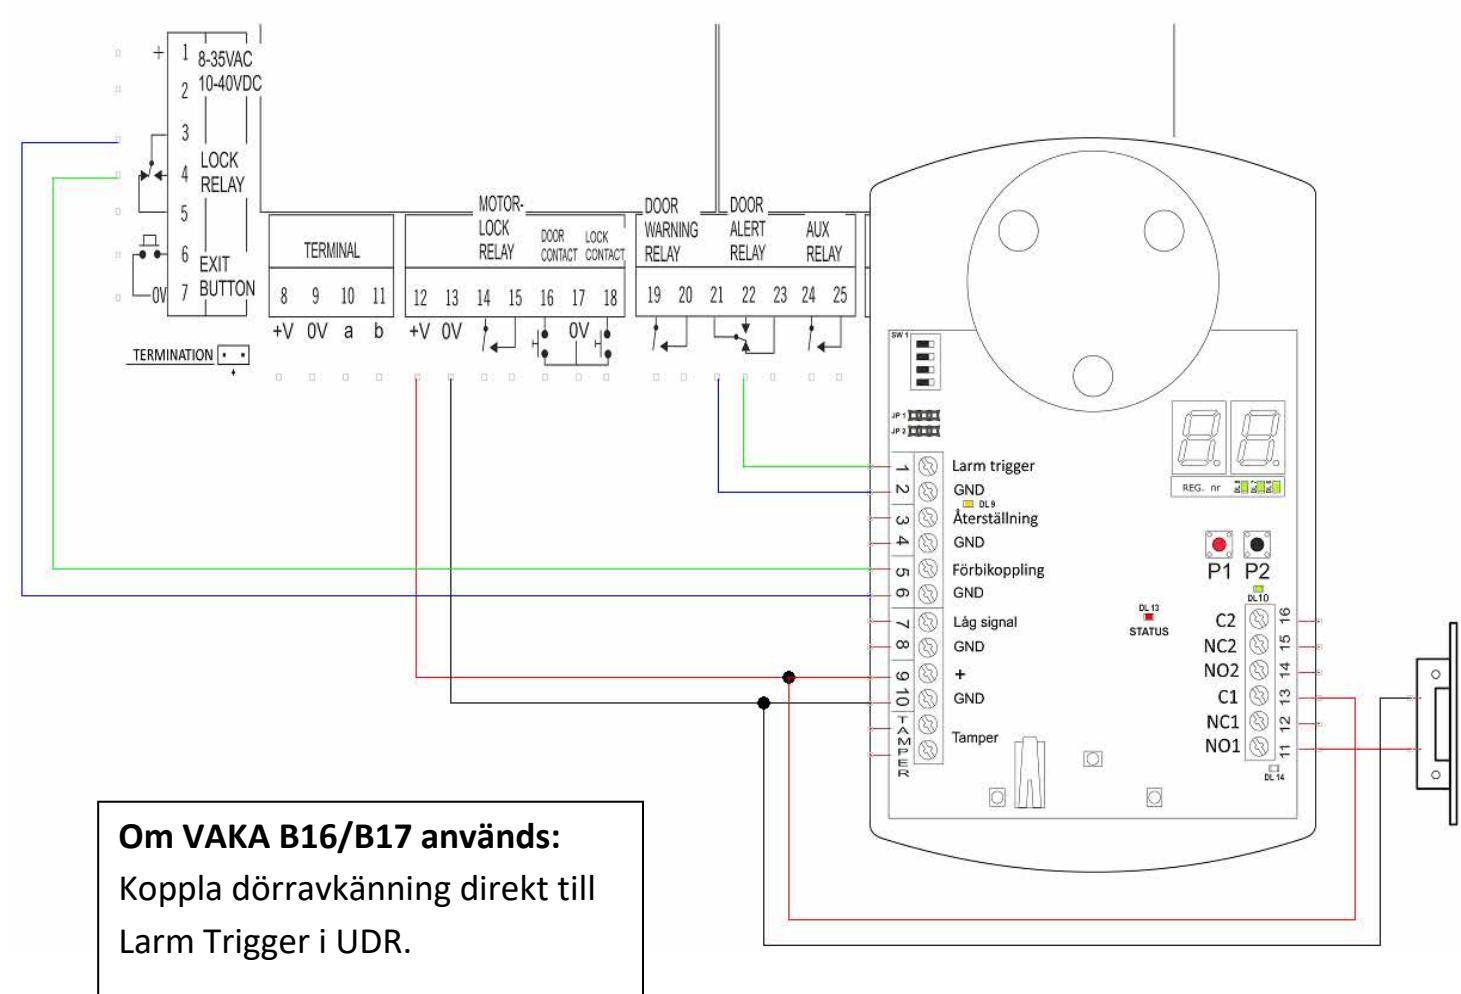 + 1 8-35VAC
2 10-40VDC
3
4 LOCK
RELAY
5
6 EXIT
0V 7 BUTTON
TERMINATION
+
TERMINAL
8 9 10 11
+V 0V a b
MOTOR-
LOCK
RELAY
DOOR
CONTACT
LOCK
CONTACT
12 13 14 15 16 17 18
+V 0V 0V
DOOR
WARNING
RELAY
DOOR
ALERT
RELAY
AUX
RELAY
19 20 21 22 23 24 25
SW 1
JP 1
JP 2
1 Larm trigger
2 GND
DL 9
3 Återställning
4 GND
5 Förbikoppling
6 GND
7 Låg signal
8 GND
9 +
10 GND
TAMPER Tamper
REG. nr DL 8 DL 7 DL 6
P1 P2
DL10
DL 13
STATUS
C2 16
NC2 15
NO2 14
C1 13
NC1 12
NO1 11
DL 14
Om VAKA B16/B17 används:
Koppla dörravkänning direkt till
Larm Trigger i UDR.